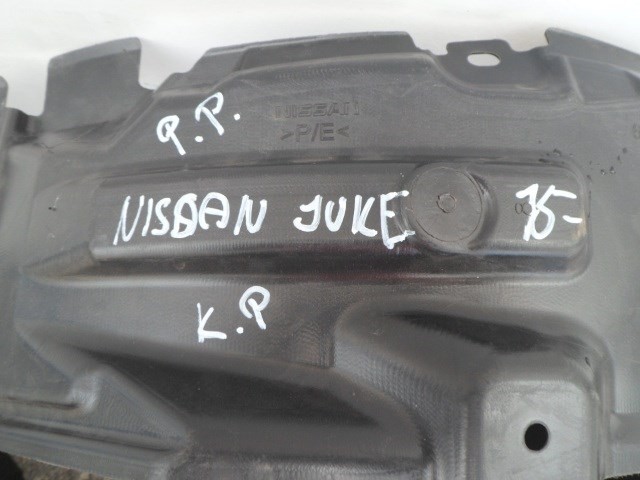 P.P.
NISSAN
>P/E<
NISSAN JUKE 15-
K.P